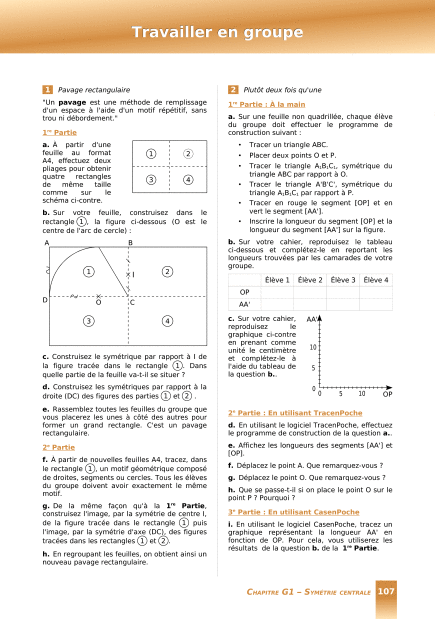 Travailler en groupe
1 Pavage rectangulaire
"Un pavage est une méthode de remplissage
d'un espace à l'aide d'un motif répétitif, sans
trou ni débordement."
1re Partie
a. À partir d'une
feuille au format
A4, effectuez deux
pliages pour obtenir
quatre rectangles
de même taille
comme sur le
schéma ci-contre.
1 2
3 4
b. Sur votre feuille, construisez dans le
rectangle 1, la figure ci-dessous (O est le
centre de l'arc de cercle) :
A B
1 I 2
D O C
3 4
c. Construisez le symétrique par rapport à I de
la figure tracée dans le rectangle 1. Dans
quelle partie de la feuille va-t-il se situer ?
d. Construisez les symétriques par rapport à la
droite (DC) des figures des parties 1 et 2 .
e. Rassemblez toutes les feuilles du groupe que
vous placerez les unes à côté des autres pour
former un grand rectangle. C'est un pavage
rectangulaire.
2e Partie
f. À partir de nouvelles feuilles A4, tracez, dans
le rectangle 1, un motif géométrique composé
de droites, segments ou cercles. Tous les élèves
du groupe doivent avoir exactement le même
motif.
g. De la même façon qu'à la 1re Partie,
construisez l'image, par la symétrie de centre I,
de la figure tracée dans le rectangle 1 puis
l'image, par la symétrie d'axe (DC), des figures
tracées dans les rectangles 1 et 2.
h. En regroupant les feuilles, on obtient ainsi un
nouveau pavage rectangulaire.
2 Plutôt deux fois qu'une
1re Partie : À la main
a. Sur une feuille non quadrillée, chaque élève
du groupe doit effectuer le programme de
construction suivant :
• Tracer un triangle ABC.
• Placer deux points O et P.
• Tracer le triangle A1B1C1, symétrique du
triangle ABC par rapport à O.
• Tracer le triangle A'B'C', symétrique du
triangle A1B1C1 par rapport à P.
• Tracer en rouge le segment [OP] et en
vert le segment [AA'].
• Inscrire la longueur du segment [OP] et la
longueur du segment [AA'] sur la figure.
b. Sur votre cahier, reproduisez le tableau
ci-dessous et complétez-le en reportant les
longueurs trouvées par les camarades de votre
groupe.
Élève 1 Élève 2 Élève 3 Élève 4
OP
AA'
c. Sur votre cahier,
reproduisez le
graphique ci-contre
en prenant comme
unité le centimètre
et complétez-le à
l'aide du tableau de
la question b..
AA'
10
5
0
0 5 10 OP
2e Partie : En utilisant TracenPoche
d. En utilisant le logiciel TracenPoche, effectuez
le programme de construction de la question a..
e. Affichez les longueurs des segments [AA'] et
[OP].
f. Déplacez le point A. Que remarquez-vous ?
g. Déplacez le point O. Que remarquez-vous ?
h. Que se passe-t-il si on place le point O sur le
point P ? Pourquoi ?
3e Partie : En utilisant CasenPoche
i. En utilisant le logiciel CasenPoche, tracez un
graphique représentant la longueur AA' en
fonction de OP. Pour cela, vous utiliserez les
résultats de la question b. de la 1re Partie.
CHAPITRE G1 – SYMÉTRIE CENTRALE 107